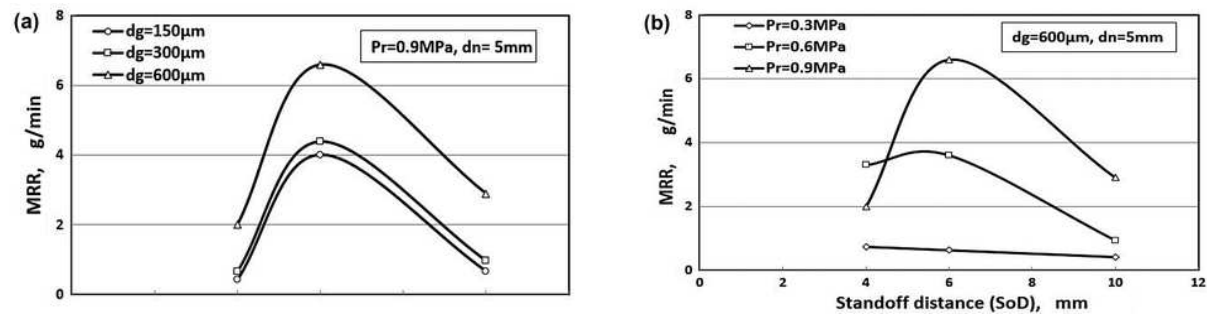 (a)
dg=150µm
dg=300µm
dg=600µm
Pr=0.9MPa, dn= 5mm
MRR, g/min
8
6
4
2
0
(b)
Pr=0.3MPa
Pr=0.6MPa
Pr=0.9MPa
dg=600µm, dn=5mm
MRR, g/min
8
6
4
2
0
0 2 4 6 8 10 12
Standoff distance (SoD), mm